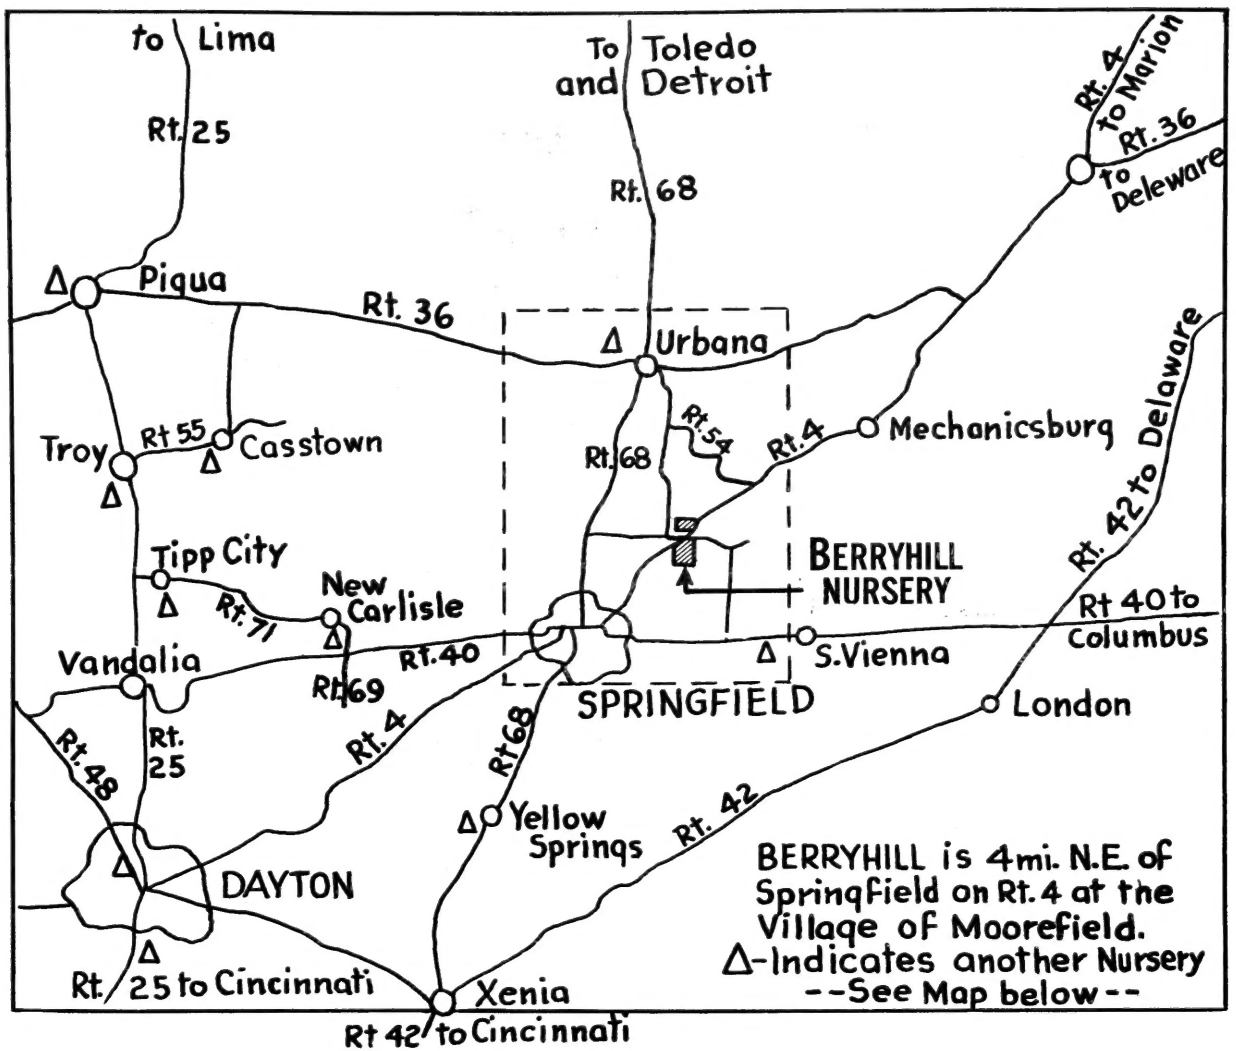 to Lima
To Toledo
and Detroit
Rt. 4
to Marion
Rt. 25
Rt. 36
to
Deleware
Rt. 68
Piqua
Rt. 36
Urbana
Rt. 42 to Delaware
Troy
Rt 55
Casstown
Rt. 68
Rt. 54
Rt. 4
Mechanicsburg
Tipp City
Rt. 71
New
Carlisle
BERRYHILL
NURSERY
Rt 40 to
Columbus
Vandalia
Rt. 40
Rt. 69
S. Vienna
SPRINGFIELD
London
Rt. 48
Rt.
25
Rt. 4
Rt 68
Yellow
Springs
Rt. 42
DAYTON
BERRYHILL is 4 mi. N.E. of
Springfield on Rt. 4 at the
Village of Moorefield.
Δ-Indicates another Nursery
--See Map below--
Rt. 25 to Cincinnati
Xenia
Rt 42 to Cincinnati